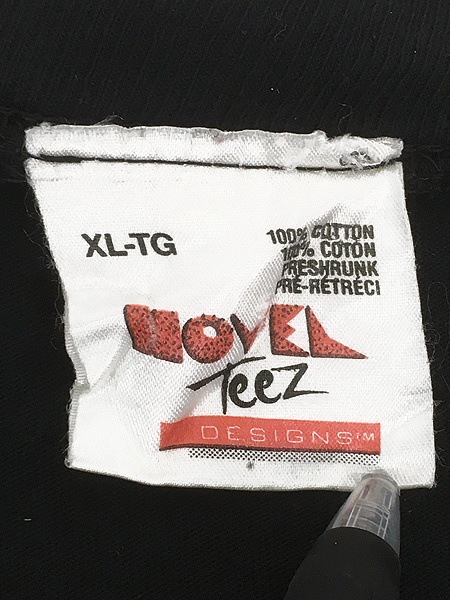 XL-TG
100% COTTON
100% COTON
PRESHRUNK
PRÉ-RÉTRÉCI
NOVEL
Teez
DESIGNS™